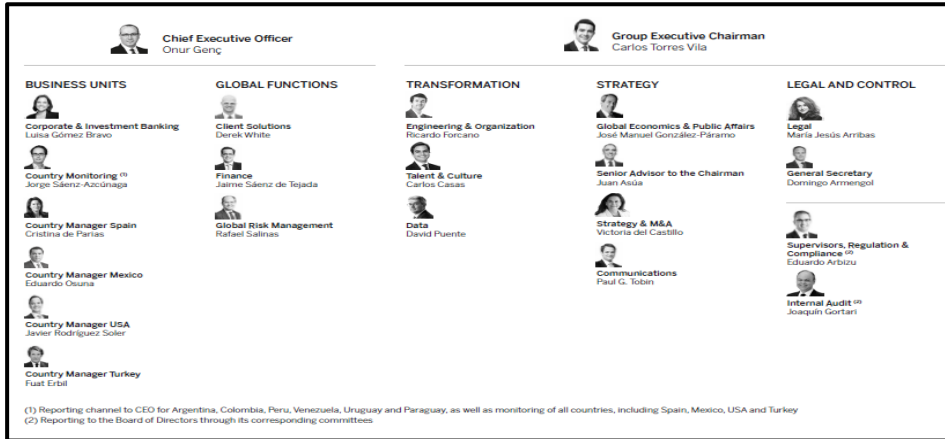 Chief Executive Officer
Onur Genç
Group Executive Chairman
Carlos Torres Vila
BUSINESS UNITS
Corporate & Investment Banking
Luisa Gómez Bravo
Country Monitoring (1)
Jorge Sáenz-Azcúnaga
Country Manager Spain
Cristina de Parias
Country Manager Mexico
Eduardo Osuna
Country Manager USA
Javier Rodríguez Soler
Country Manager Turkey
Fuat Erbil
GLOBAL FUNCTIONS
Client Solutions
Derek White
Finance
Jaime Sáenz de Tejada
Global Risk Management
Rafael Salinas
TRANSFORMATION
Engineering & Organization
Ricardo Forcano
Talent & Culture
Carlos Casas
Data
David Puente
STRATEGY
Global Economics & Public Affairs
José Manuel González-Páramo
Senior Advisor to the Chairman
Juan Asúa
Strategy & M&A
Victoria del Castillo
Communications
Paul G. Tobin
LEGAL AND CONTROL
Legal
María Jesús Arribas
General Secretary
Domingo Armengol
Supervisors, Regulation &
Compliance (2)
Eduardo Arbizu
Internal Audit (2)
Joaquín Gortari
(1) Reporting channel to CEO for Argentina, Colombia, Peru, Venezuela, Uruguay and Paraguay, as well as monitoring of all countries, including Spain, Mexico, USA and Turkey
(2) Reporting to the Board of Directors through its corresponding committees